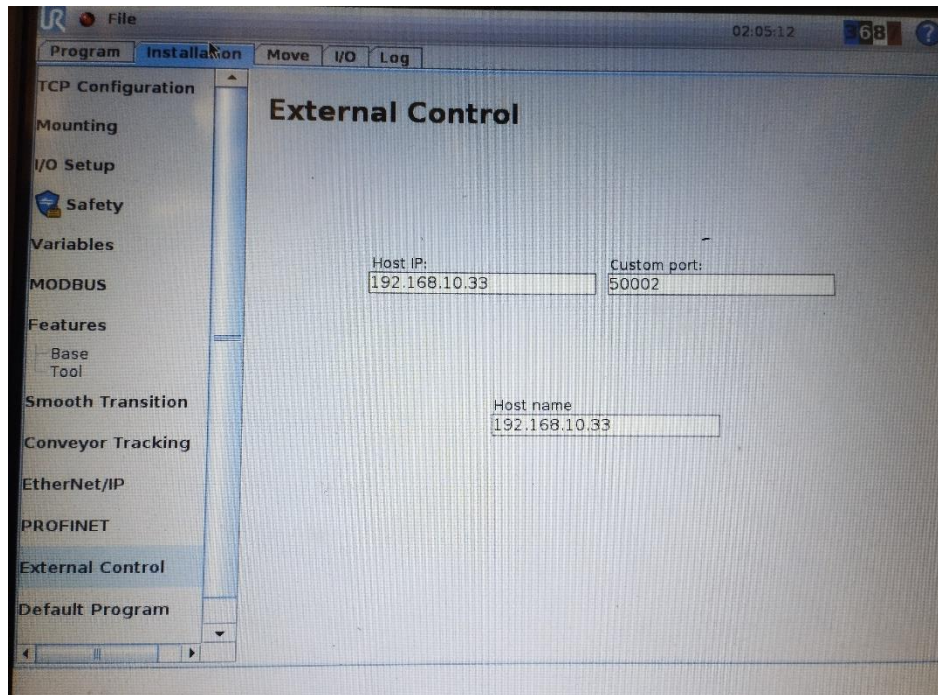 UR File
02:05:12
Program Installation Move I/O Log
TCP Configuration
Mounting
I/O Setup
Safety
Variables
MODBUS
Features
Base
Tool
Smooth Transition
Conveyor Tracking
EtherNet/IP
PROFINET
External Control
Default Program
External Control
Host IP:
192.168.10.33
Custom port:
50002
Host name
192.168.10.33